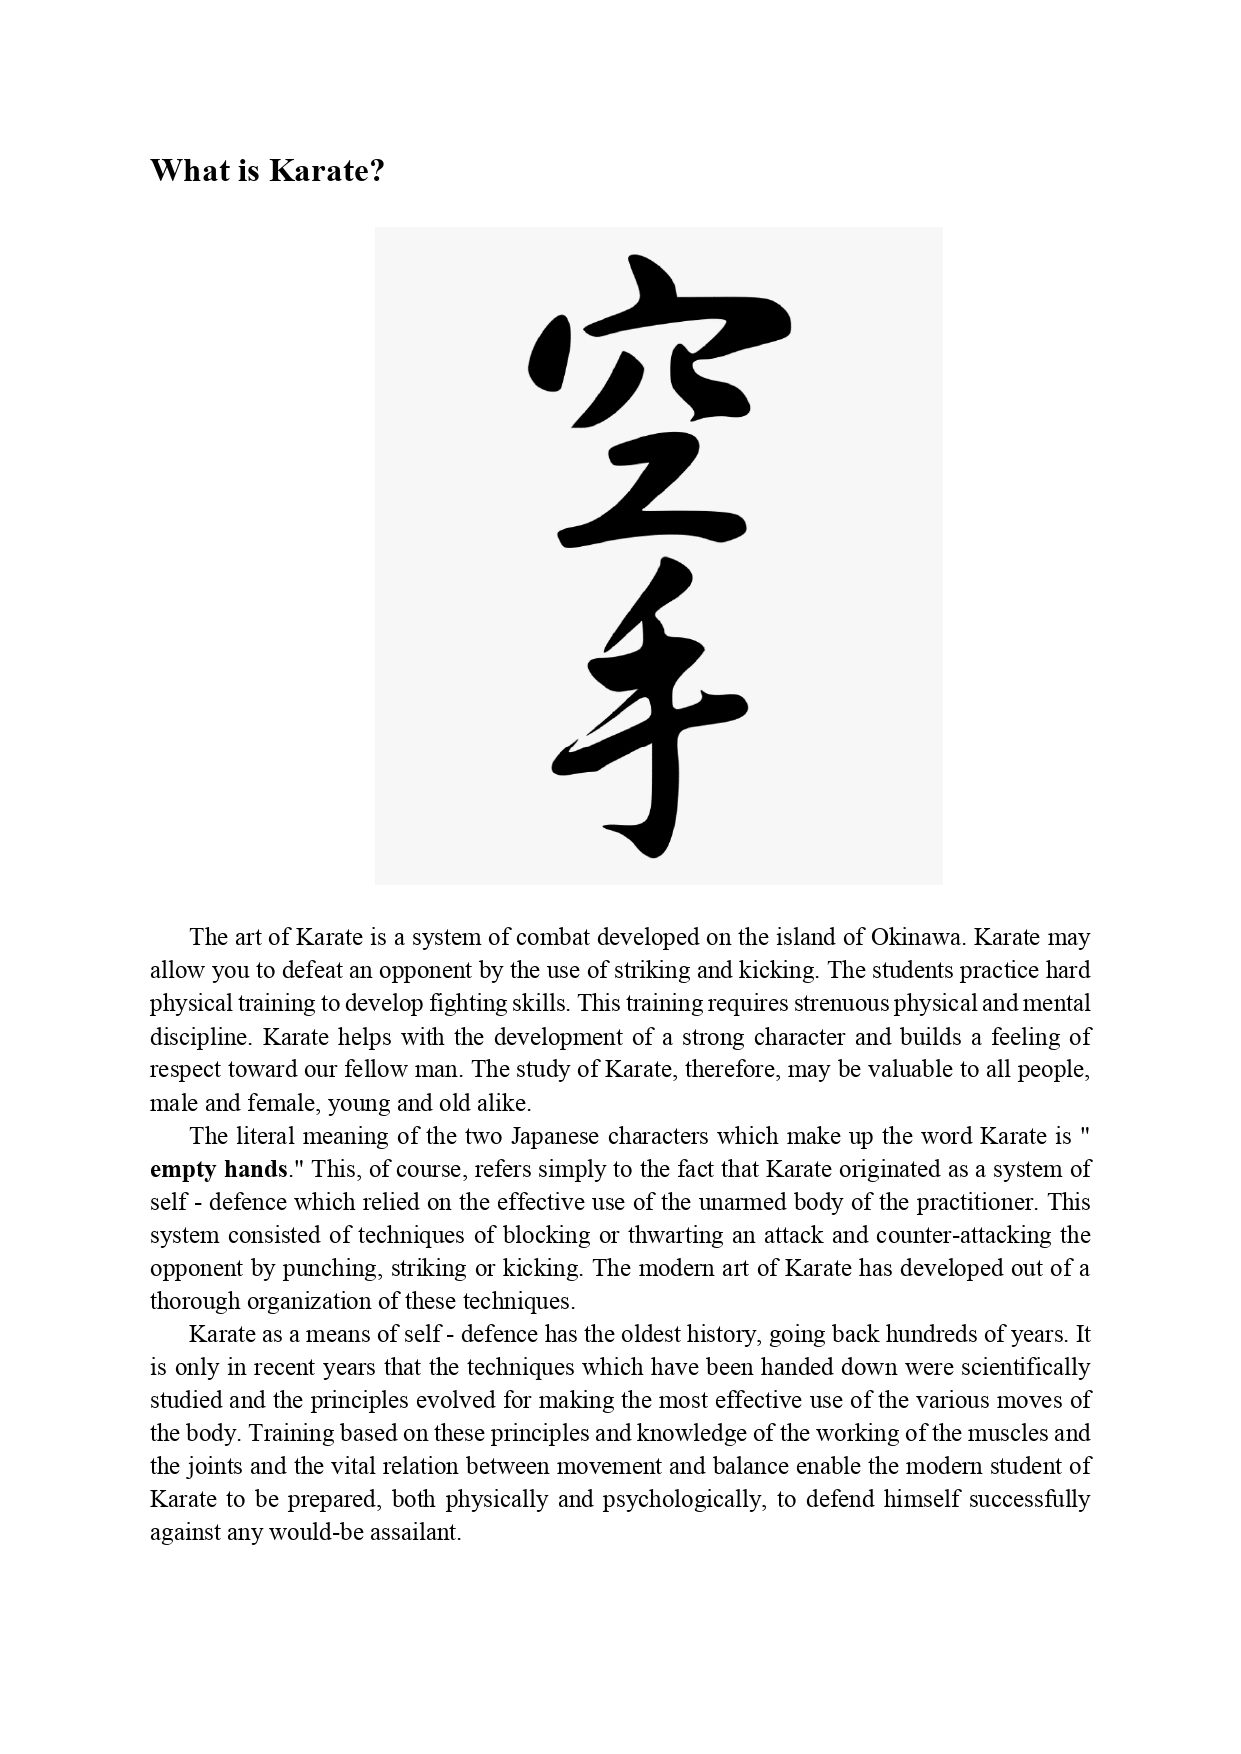 What is Karate?
空
手
The art of Karate is a system of combat developed on the island of Okinawa. Karate may
allow you to defeat an opponent by the use of striking and kicking. The students practice hard
physical training to develop fighting skills. This training requires strenuous physical and mental
discipline. Karate helps with the development of a strong character and builds a feeling of
respect toward our fellow man. The study of Karate, therefore, may be valuable to all people,
male and female, young and old alike.
The literal meaning of the two Japanese characters which make up the word Karate is "
empty hands." This, of course, refers simply to the fact that Karate originated as a system of
self - defence which relied on the effective use of the unarmed body of the practitioner. This
system consisted of techniques of blocking or thwarting an attack and counter-attacking the
opponent by punching, striking or kicking. The modern art of Karate has developed out of a
thorough organization of these techniques.
Karate as a means of self - defence has the oldest history, going back hundreds of years. It
is only in recent years that the techniques which have been handed down were scientifically
studied and the principles evolved for making the most effective use of the various moves of
the body. Training based on these principles and knowledge of the working of the muscles and
the joints and the vital relation between movement and balance enable the modern student of
Karate to be prepared, both physically and psychologically, to defend himself successfully
against any would-be assailant.